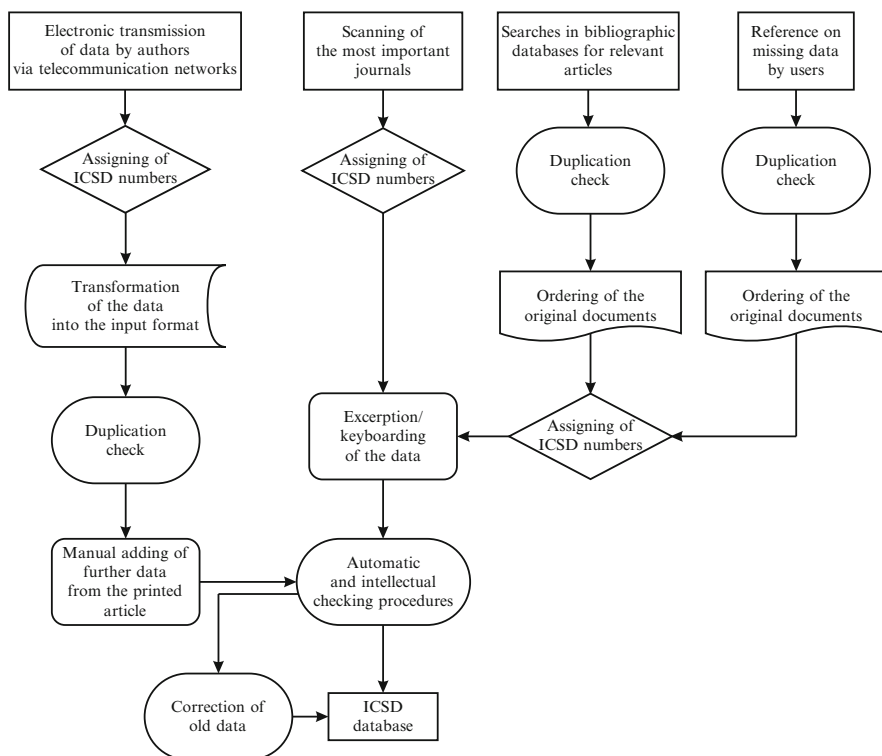 Electronic transmission
of data by authors
via telecommunication networks
Scanning of
the most important
journals
Searches in bibliographic
databases for relevant
articles
Reference on
missing data
by users
Assigning of
ICSD numbers
Assigning of
ICSD numbers
Duplication
check
Duplication
check
Transformation
of the data
into the input format
Ordering of the
original documents
Ordering of the
original documents
Duplication
check
Excerption/
keyboarding
of the data
Assigning of
ICSD numbers
Manual adding of
further data
from the printed
article
Automatic
and intellectual
checking procedures
Correction of
old data
ICSD
database